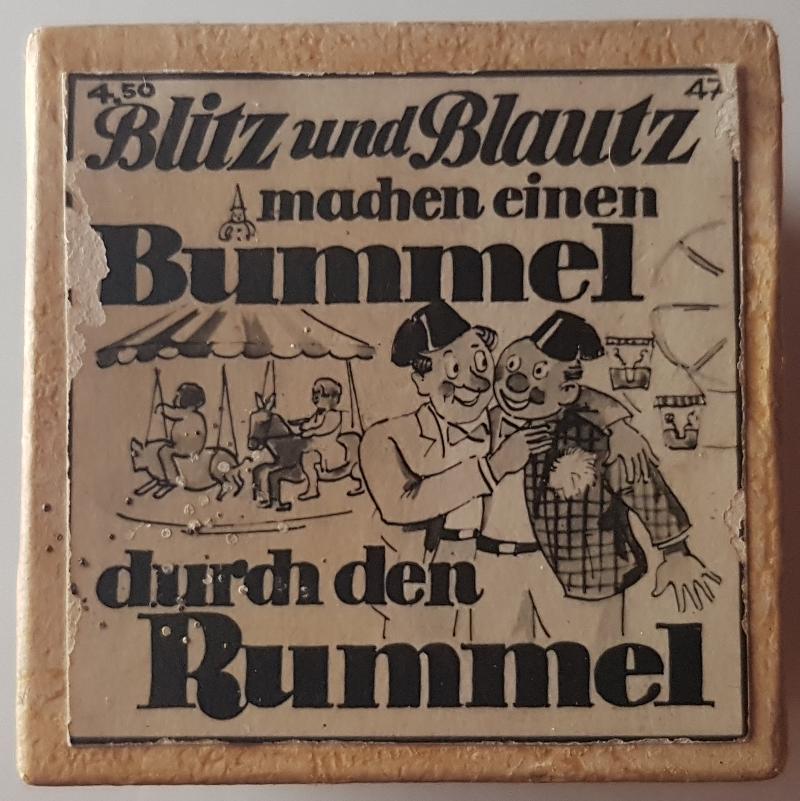 4.50 47
Blitz und Blautz
machen einen
Bummel
durch den
Rummel